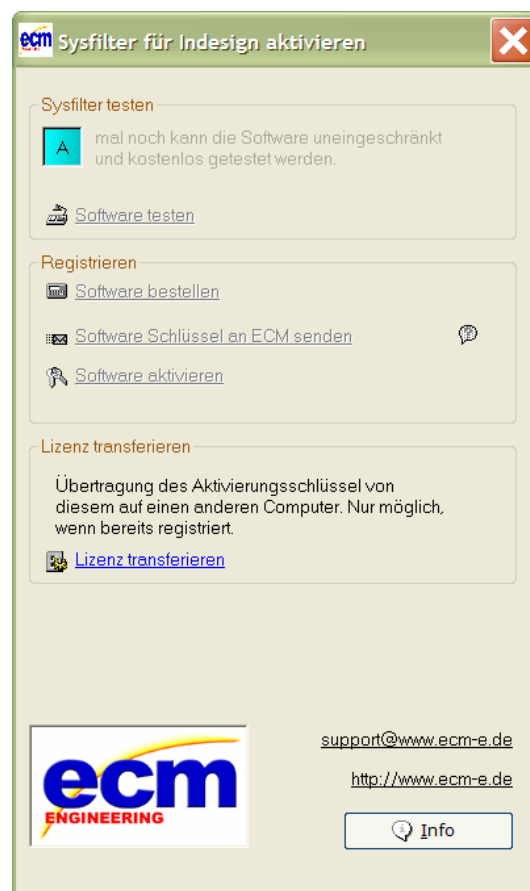 ecm Sysfilter für Indesign aktivieren
Sysfilter testen
A mal noch kann die Software uneingeschränkt
und kostenlos getestet werden.
Software testen
Registrieren
Software bestellen
Software Schlüssel an ECM senden
Software aktivieren
Lizenz transferieren
Übertragung des Aktivierungsschlüssel von
diesem auf einen anderen Computer. Nur möglich,
wenn bereits registriert.
Lizenz transferieren
support@www.ecm-e.de
http://www.ecm-e.de
ecm
ENGINEERING
Info